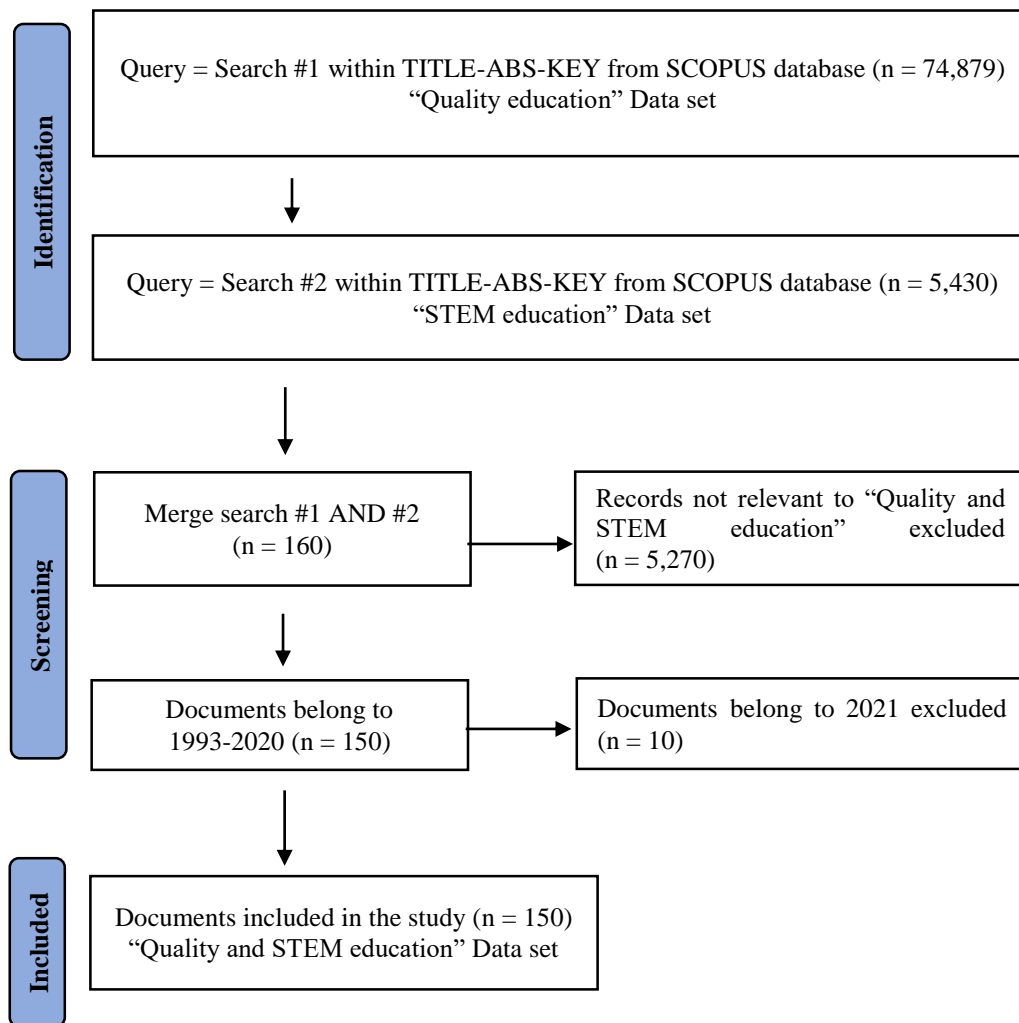 Identification
Query = Search #1 within TITLE-ABS-KEY from SCOPUS database (n = 74,879)
“Quality education” Data set
Query = Search #2 within TITLE-ABS-KEY from SCOPUS database (n = 5,430)
“STEM education” Data set
Screening
Merge search #1 AND #2
(n = 160)
Records not relevant to “Quality and
STEM education” excluded
(n = 5,270)
Documents belong to
1993-2020 (n = 150)
Documents belong to 2021 excluded
(n = 10)
Included
Documents included in the study (n = 150)
“Quality and STEM education” Data set